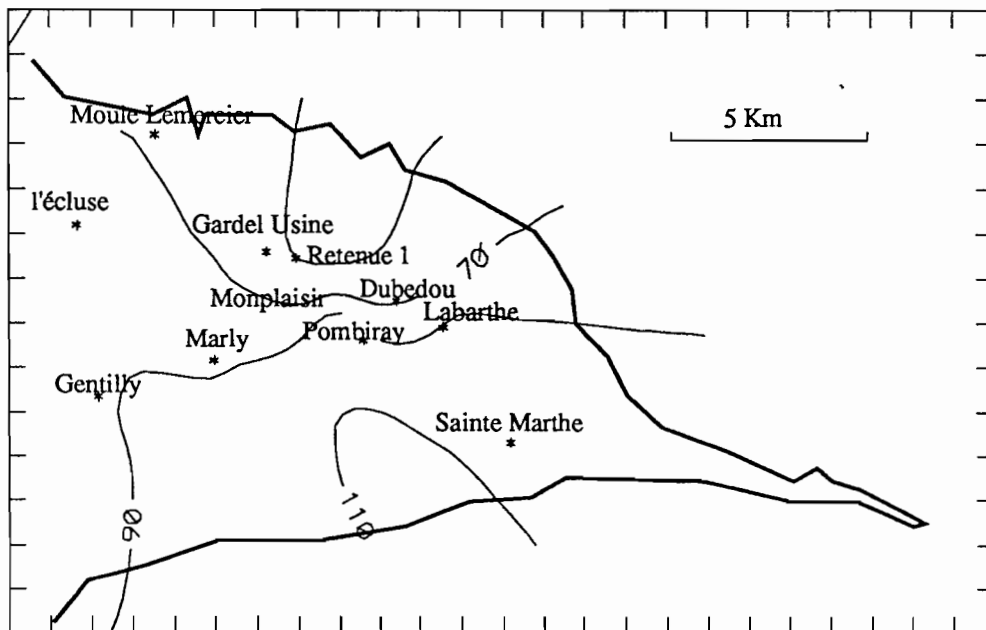 Moule Lemercier
5 Km
l'écluse
Gardel Usine
Retenue 1
70
Monplaisir
Dubedou
Labarthe
Marly
Pombiray
Gentilly
Sainte Marthe
110
90